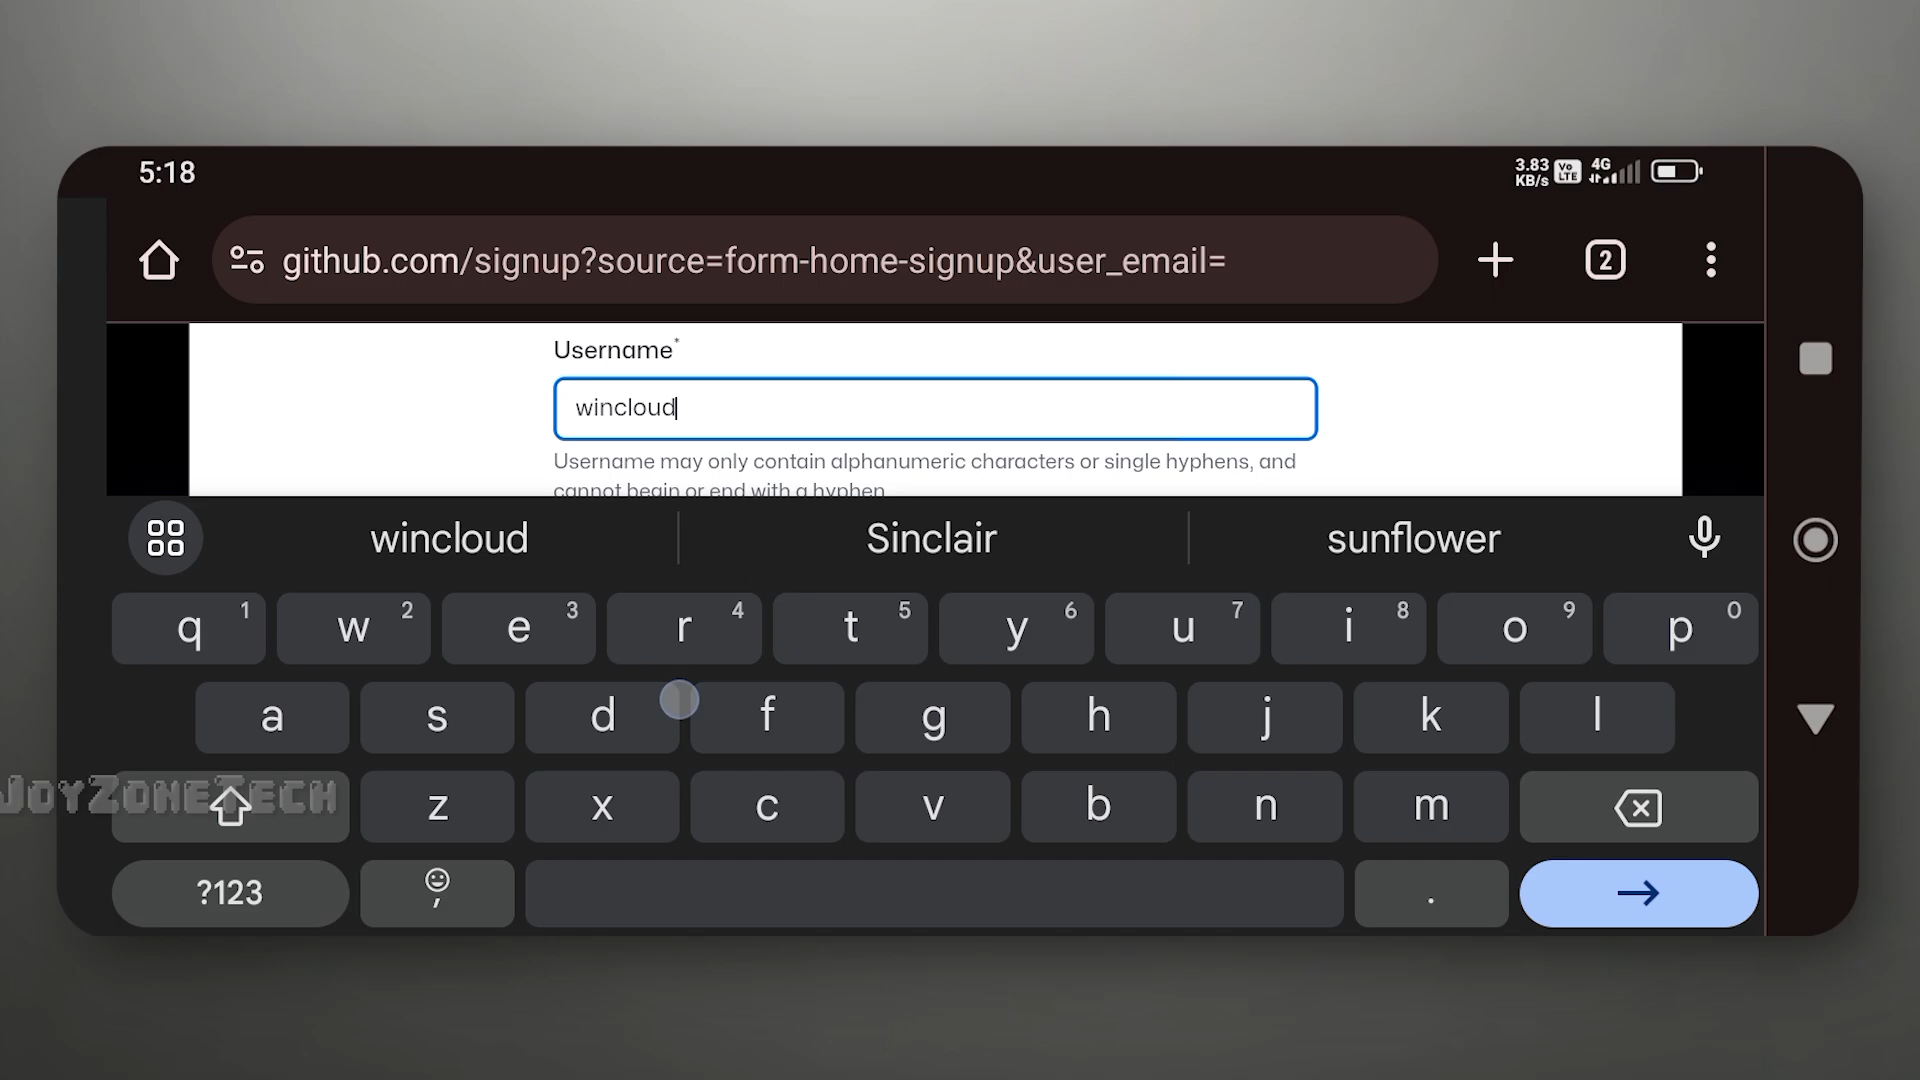 5:18
3.83 KB/s Vo LTE 4G
github.com/signup?source=form-home-signup&user_email=
2
Username*
wincloud
Username may only contain alphanumeric characters or single hyphens, and
cannot begin or end with a hyphen
wincloud Sinclair sunflower
q 1 w 2 e 3 r 4 t 5 y 6 u 7 i 8 o 9 p 0
a s d f g h j k l
JoyZoneTech
z x c v b n m
?123 , .